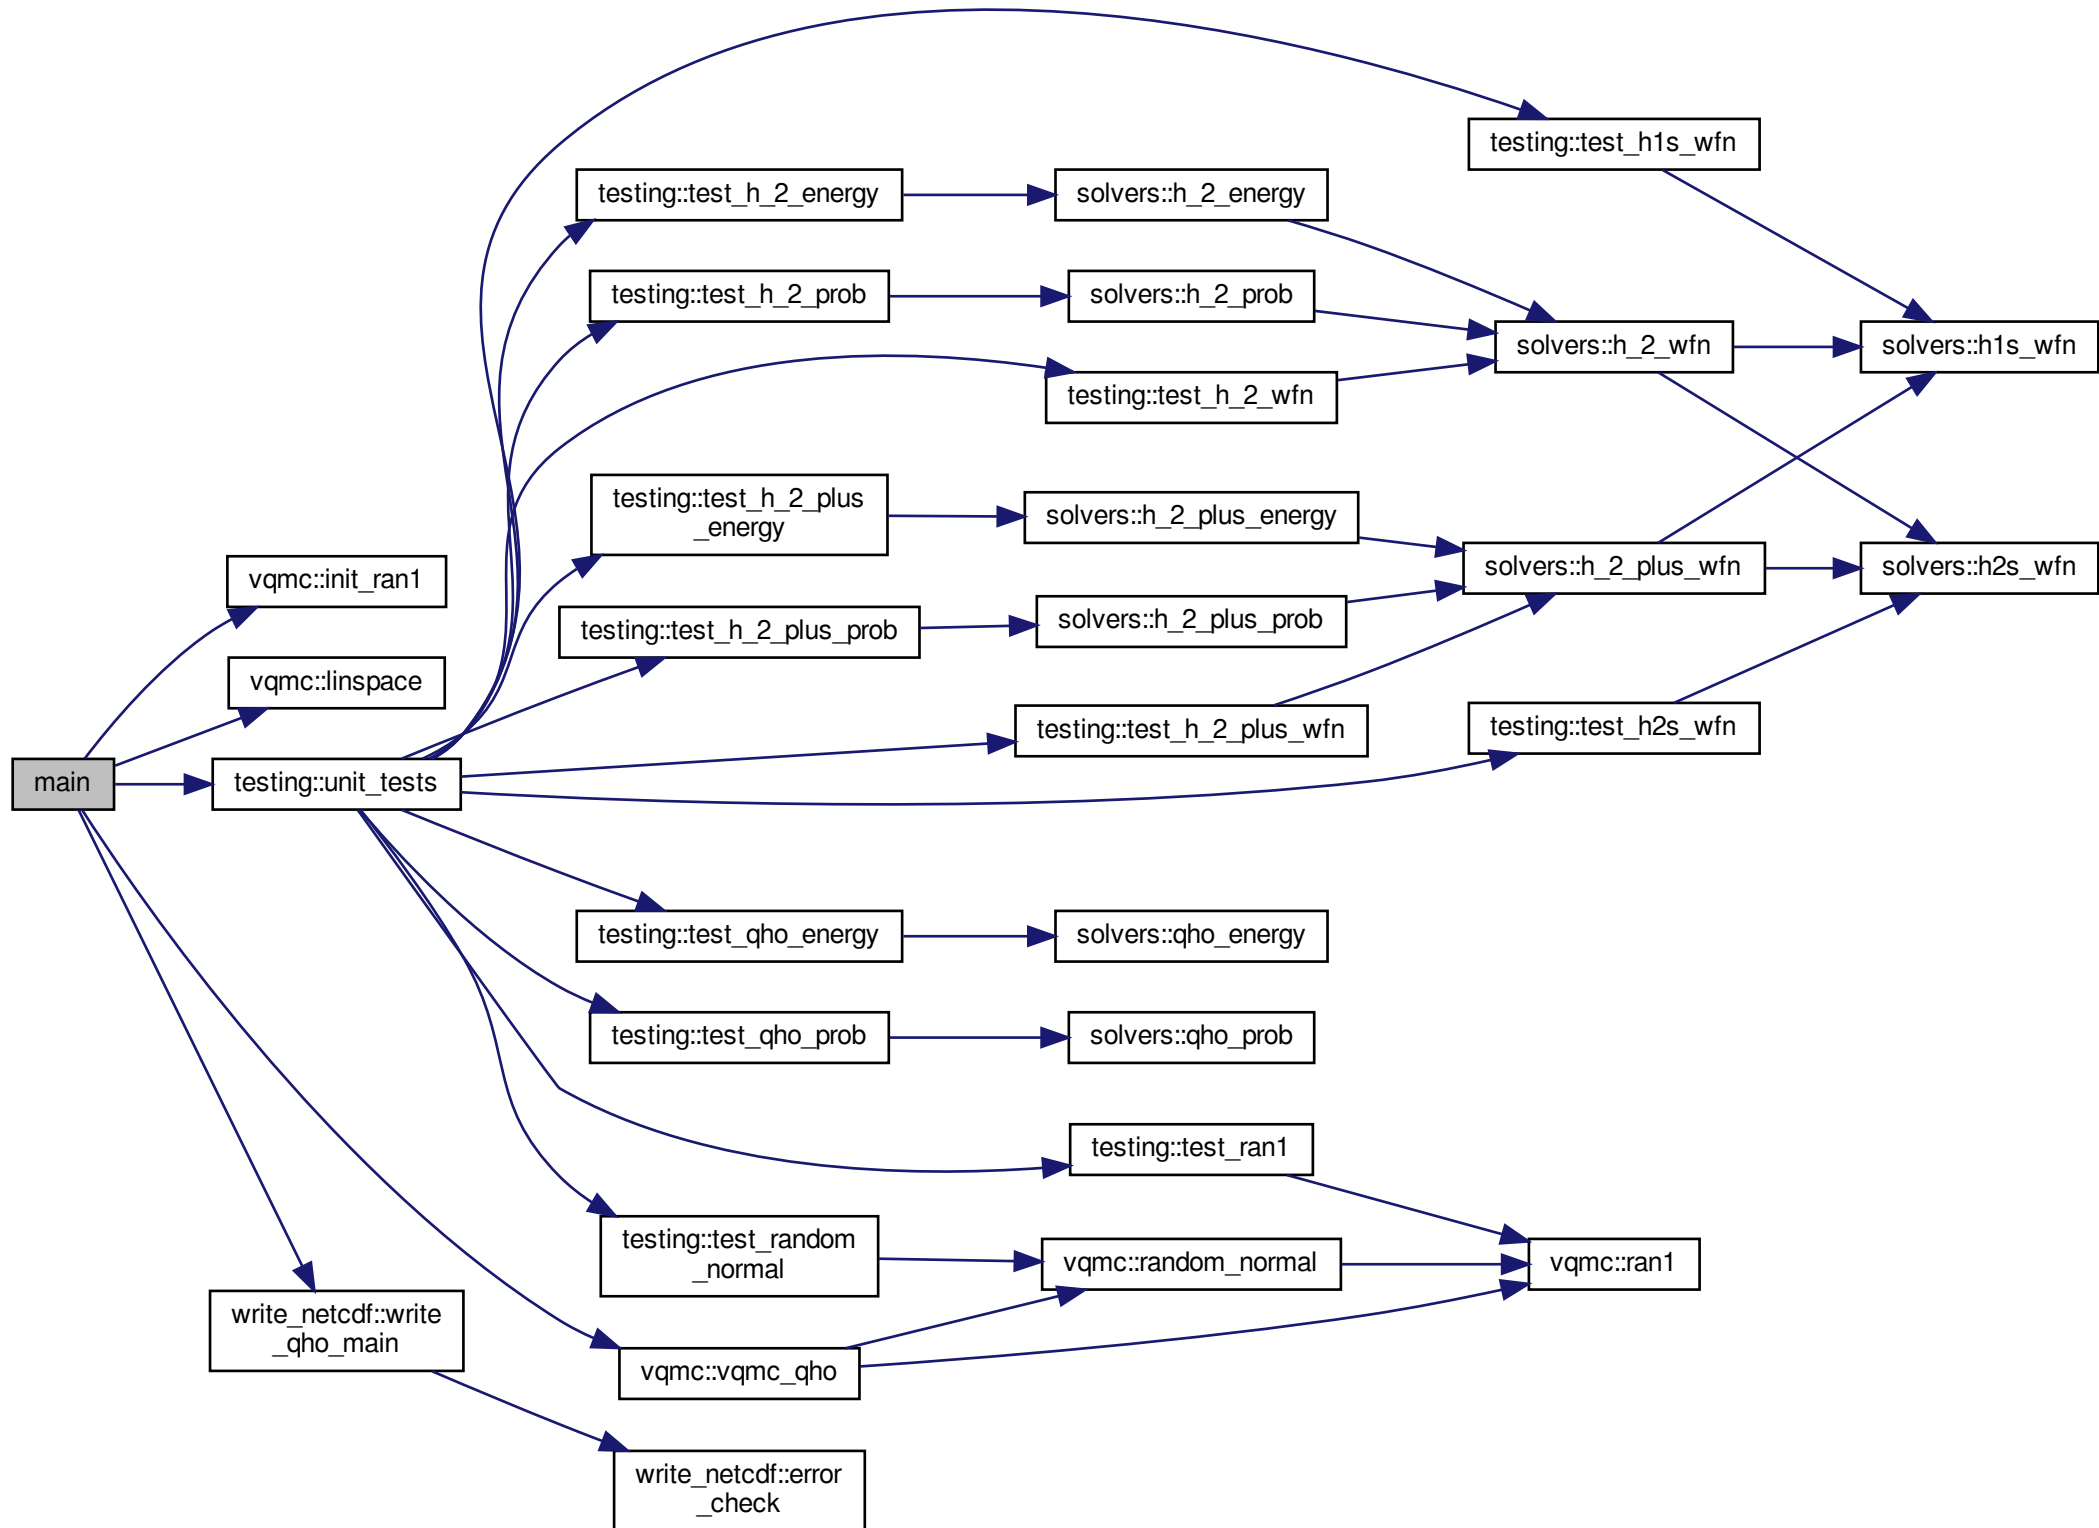 testing::test_h1s_wfn
testing::test_h_2_energy
solvers::h_2_energy
testing::test_h_2_prob
solvers::h_2_prob
solvers::h_2_wfn
solvers::h1s_wfn
testing::test_h_2_wfn
testing::test_h_2_plus
_energy
solvers::h_2_plus_energy
vqmc::init_ran1
solvers::h_2_plus_wfn
solvers::h2s_wfn
testing::test_h_2_plus_prob
solvers::h_2_plus_prob
vqmc::linspace
testing::test_h_2_plus_wfn
testing::test_h2s_wfn
main
testing::unit_tests
testing::test_qho_energy
solvers::qho_energy
testing::test_qho_prob
solvers::qho_prob
testing::test_ran1
testing::test_random
_normal
vqmc::random_normal
vqmc::ran1
write_netcdf::write
_qho_main
vqmc::vqmc_qho
write_netcdf::error
_check